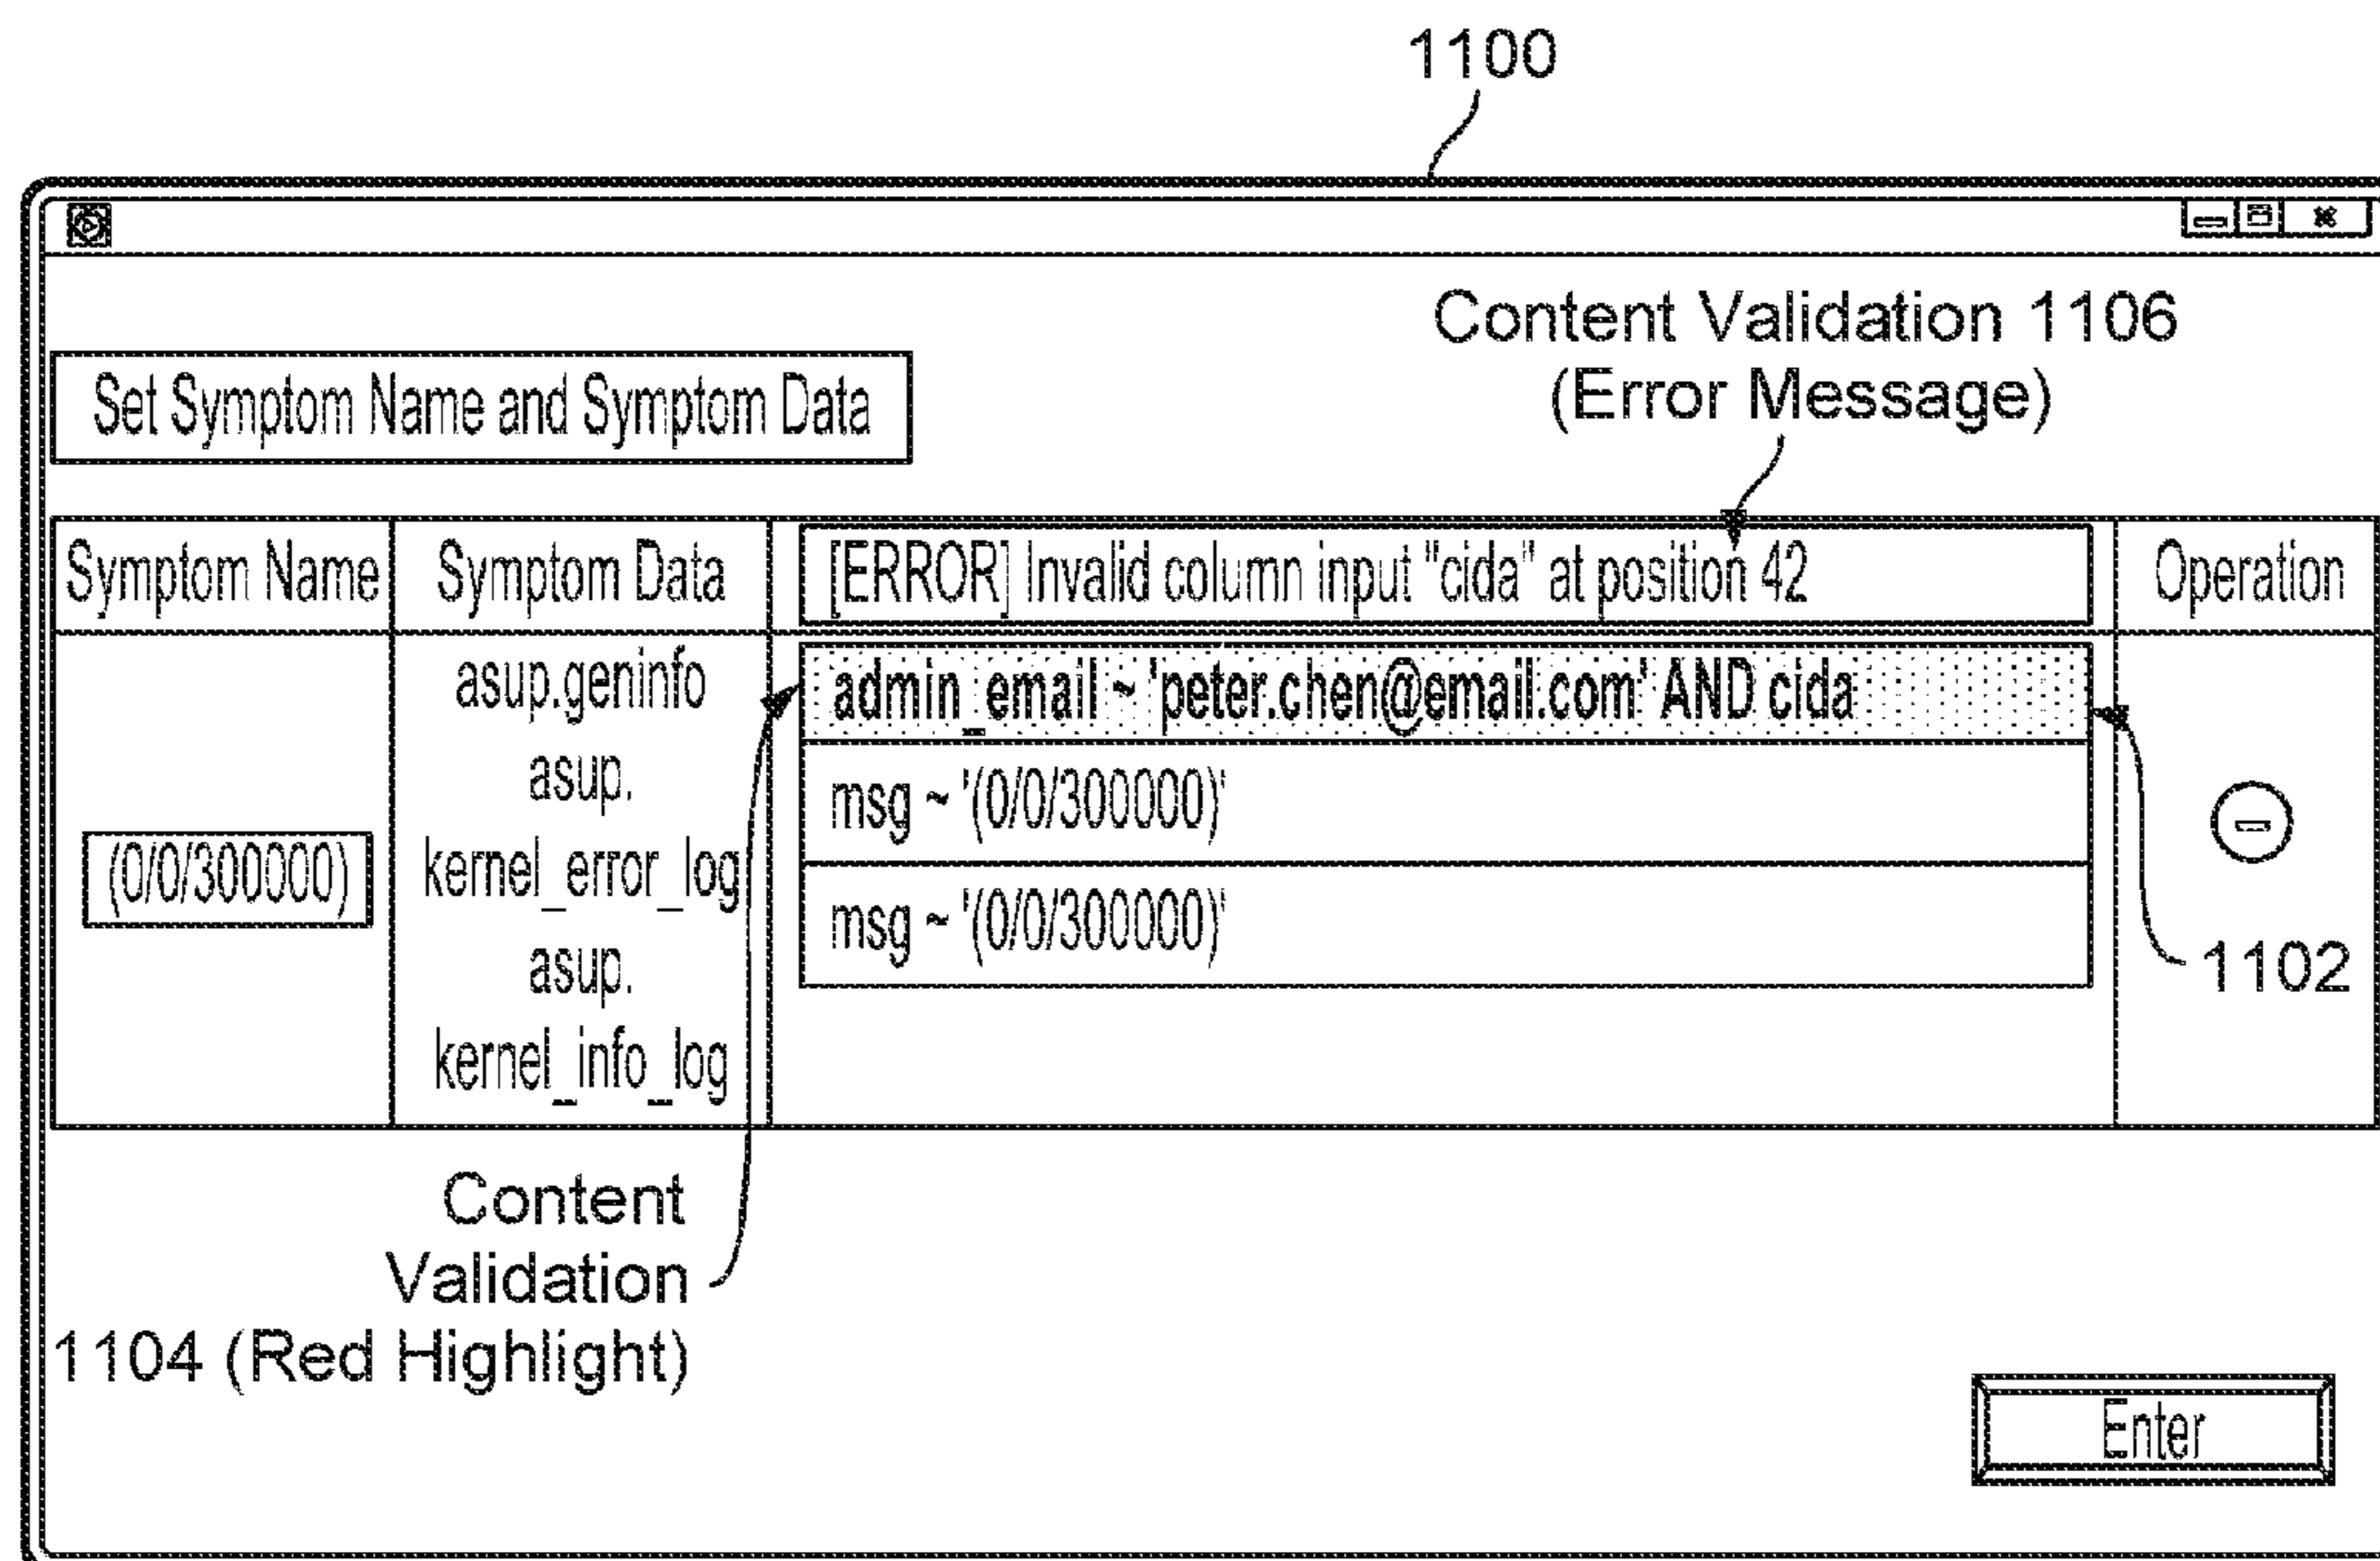 1100
Content Validation 1106
(Error Message)
Set Symptom Name and Symptom Data
Symptom Name
Symptom Data
[ERROR] Invalid column input "cida" at position 42
Operation
asup.geninfo
asup.
kernel_error_log
asup.
kernel_info_log
admin_email ~ 'peter.chen@email.com' AND cida
msg ~ '(0/0/300000)'
msg ~ '(0/0/300000)'
(0/0/300000)
1102
Content
Validation
1104 (Red Highlight)
Enter